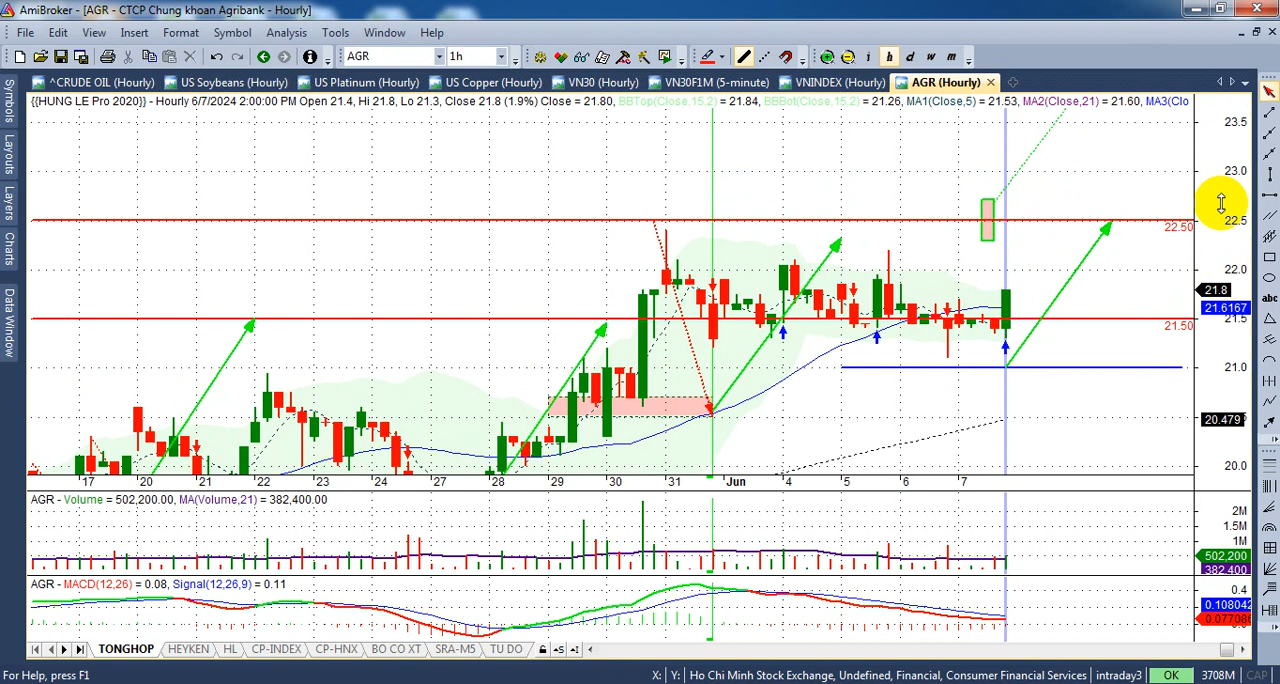 AmiBroker - [AGR - CTCP Chung khoan Agribank - Hourly]
File Edit View Insert Format Symbol Analysis Tools Window Help
AGR 1h i h d w m
^CRUDE OIL (Hourly) US Soybeans (Hourly) US Platinum (Hourly) US Copper (Hourly) VN30 (Hourly) VN30F1M (5-minute) VNINDEX (Hourly) AGR (Hourly)
{{HUNG LE Pro 2020}} - Hourly 6/7/2024 2:00:00 PM Open 21.4, Hi 21.8, Lo 21.3, Close 21.8 (1.9%) Close = 21.80, BBTop(Close,15,2) = 21.84, BBBot(Close,15,2) = 21.26, MA1(Close,5) = 21.53, MA2(Close,21) = 21.60, MA3(Clo
Symbols
Layouts
Layers
Charts
Data Window
abc
23.5
23.0
22.5
22.50
22.0
21.8
21.6167
21.5
21.50
21.0
20.479
20.0
17 20 21 22 23 24 27 28 29 30 31 Jun 4 5 6 7
AGR - Volume = 502,200.00, MA(Volume,21) = 382,400.00
2M
1.5M
1M
502,200
382,400
AGR - MACD(12,26) = 0.08, Signal(12,26,9) = 0.11
0.4
0.108042
TONGHOP HEYKEN HL CP-INDEX CP-HNX BO CO XT SRA-M5 TU DO
For Help, press F1 X: Y: Ho Chi Minh Stock Exchange, Undefined, Financial, Consumer Financial Services intraday3 OK 3708M CAP